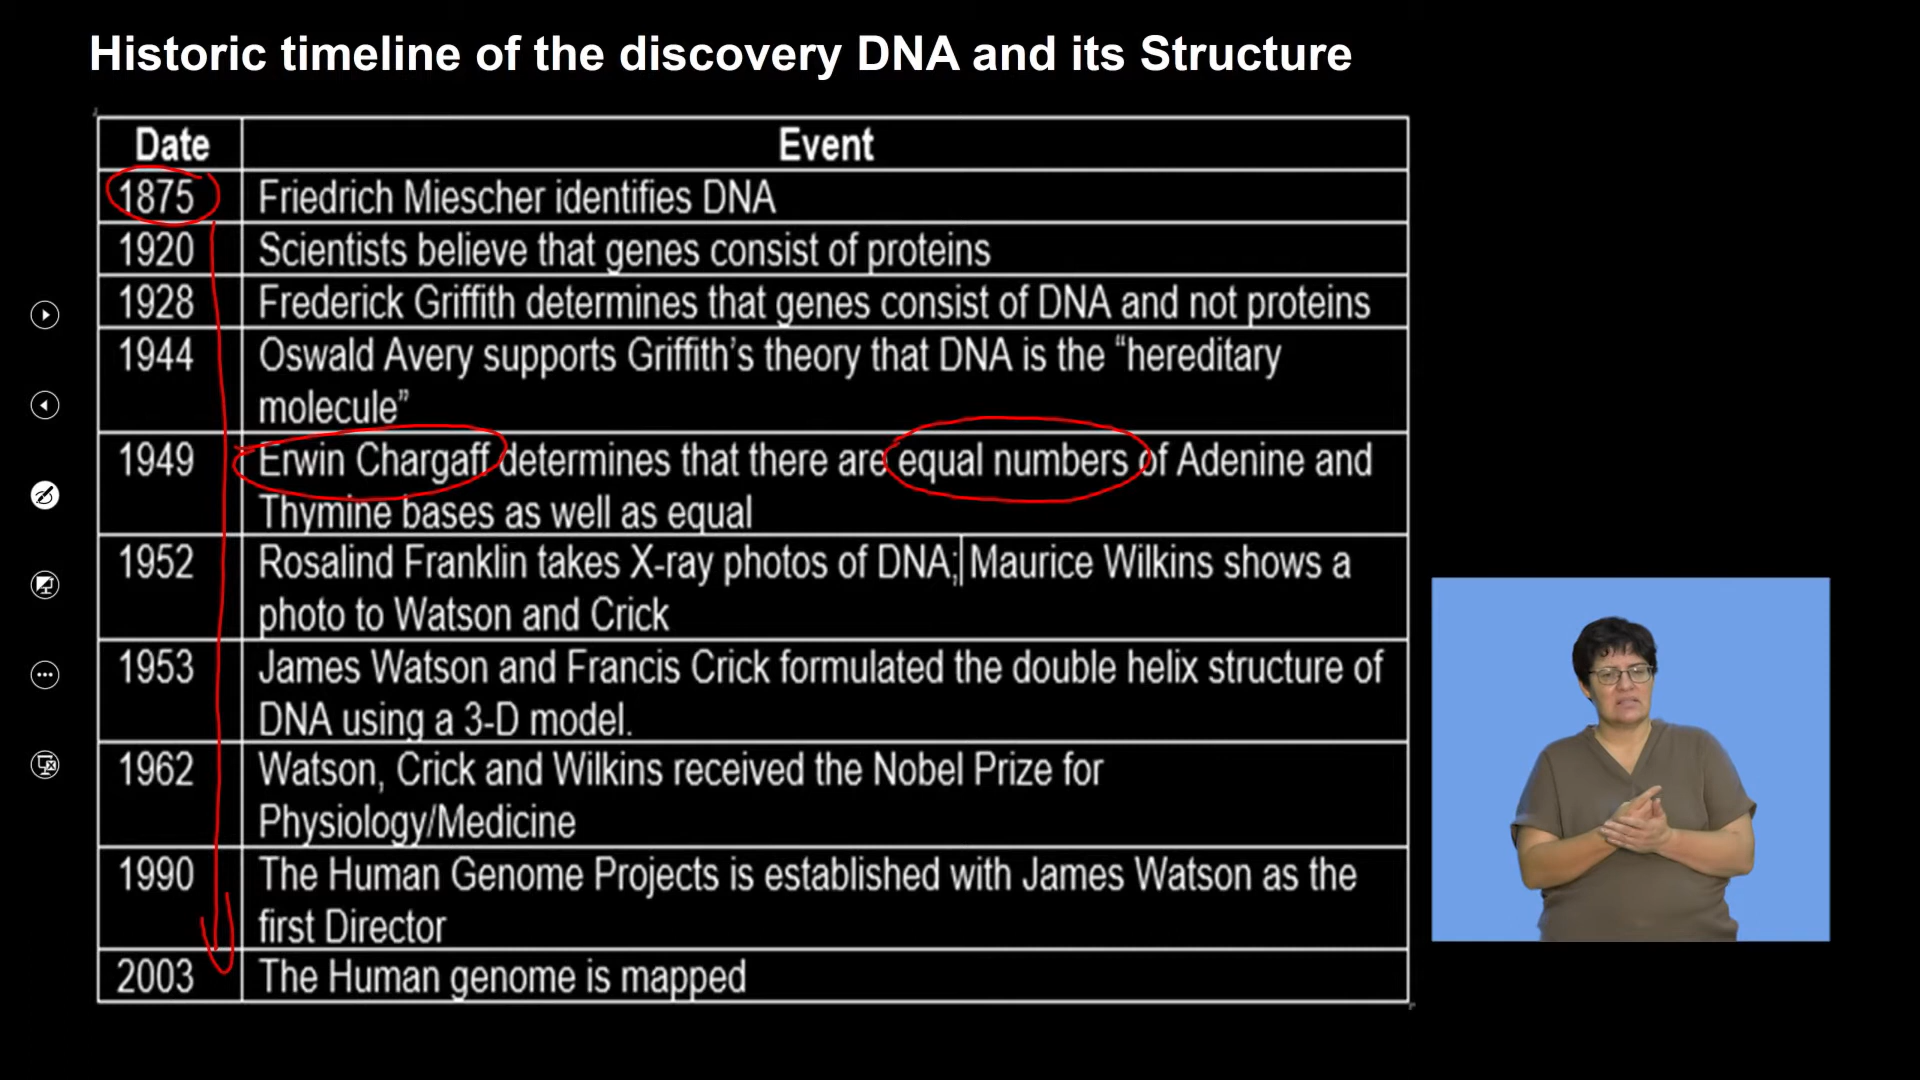 Historic timeline of the discovery DNA and its Structure
Date Event
1875 Friedrich Miescher identifies DNA
1920 Scientists believe that genes consist of proteins
1928 Frederick Griffith determines that genes consist of DNA and not proteins
1944 Oswald Avery supports Griffith’s theory that DNA is the “hereditary
molecule”
1949 Erwin Chargaff determines that there are equal numbers of Adenine and
Thymine bases as well as equal
1952 Rosalind Franklin takes X-ray photos of DNA; Maurice Wilkins shows a
photo to Watson and Crick
1953 James Watson and Francis Crick formulated the double helix structure of
DNA using a 3-D model.
1962 Watson, Crick and Wilkins received the Nobel Prize for
Physiology/Medicine
1990 The Human Genome Projects is established with James Watson as the
first Director
2003 The Human genome is mapped